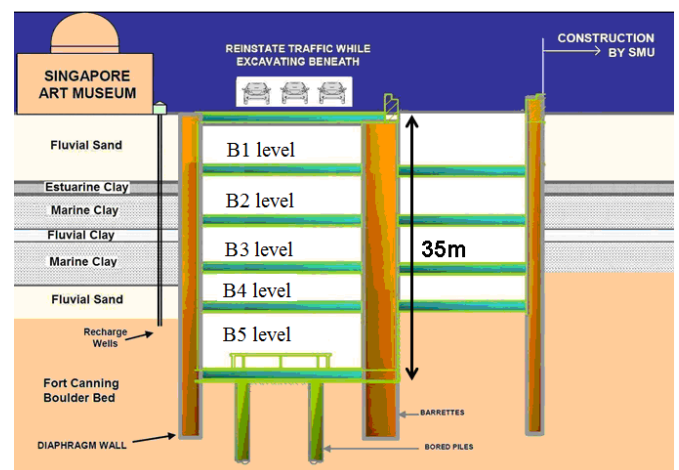 REINSTATE TRAFFIC WHILE
EXCAVATING BENEATH
CONSTRUCTION
BY SMU
SINGAPORE
ART MUSEUM
Fluvial Sand
B1 level
Estuarine Clay
B2 level
Marine Clay
Fluvial Clay
B3 level
35m
Marine Clay
B4 level
Fluvial Sand
B5 level
Recharge
Wells
Fort Canning
Boulder Bed
BARRETTES
DIAPHRAGM WALL
BORED PILES